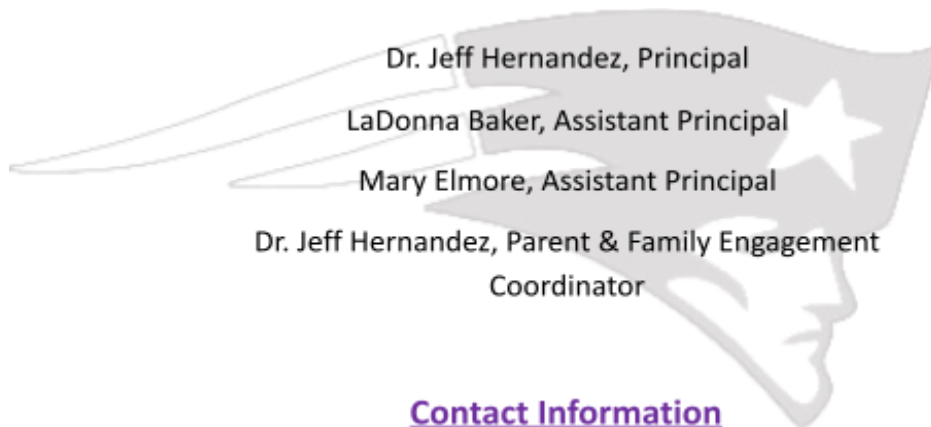 Dr. Jeff Hernandez, Principal
LaDonna Baker, Assistant Principal
Mary Elmore, Assistant Principal
Dr. Jeff Hernandez, Parent & Family Engagement
Coordinator
Contact Information